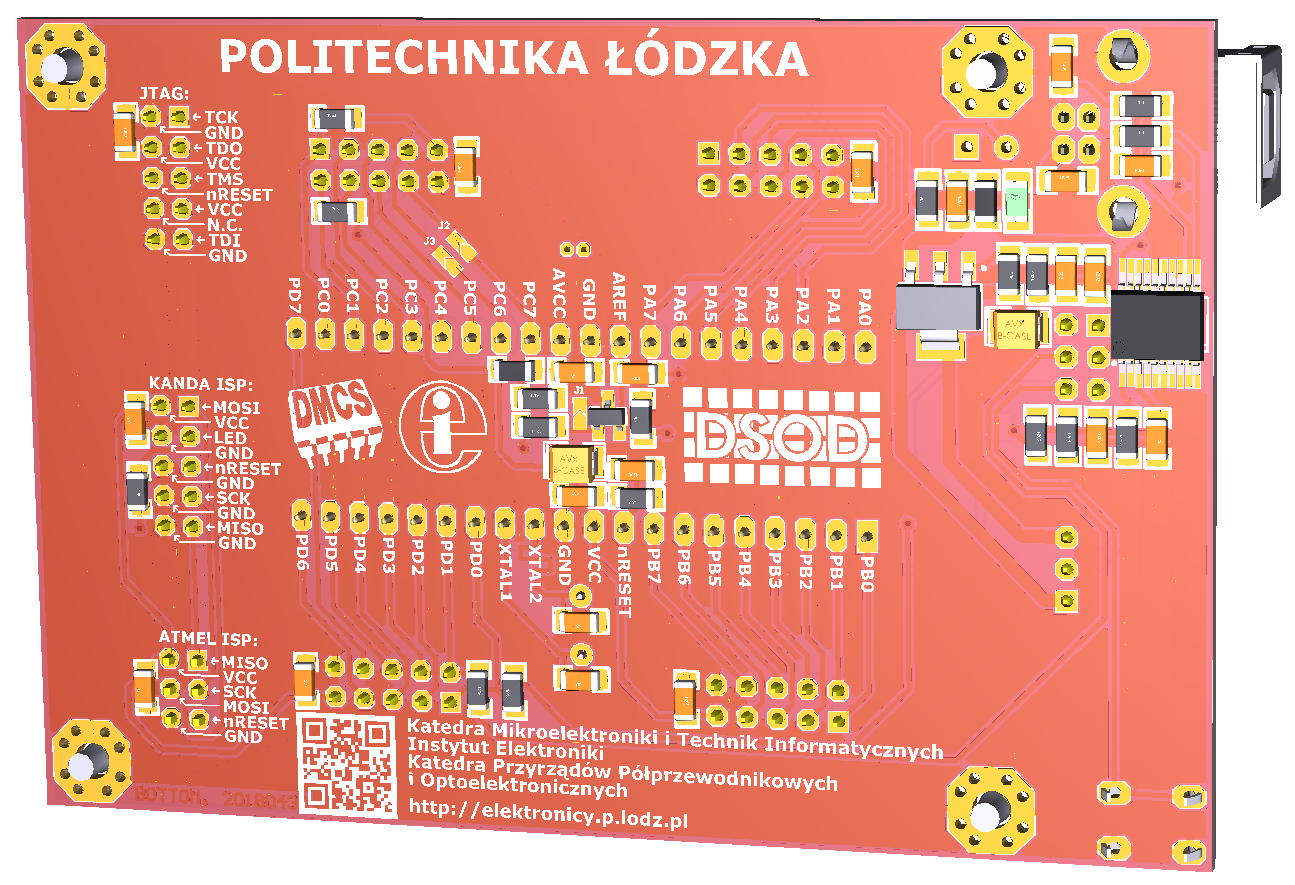 POLITECHNIKA ŁÓDZKA
JTAG:
TCK
GND
TDO
VCC
TMS
nRESET
VCC
N.C.
TDI
GND
J2
J3
PD7
PC0
PC1
PC2
PC3
PC4
PC5
PC6
PC7
AVCC
GND
AREF
PA7
PA6
PA5
PA4
PA3
PA2
PA1
PA0
AVX
B-CASE
KANDA ISP:
MOSI
VCC
LED
GND
nRESET
GND
SCK
GND
MISO
GND
DMCS
e
J1
DSOD
AVX
B-CASE
PD6
PD5
PD4
PD3
PD2
PD1
PD0
XTAL1
XTAL2
GND
VCC
nRESET
PB7
PB6
PB5
PB4
PB3
PB2
PB1
PB0
ATMEL ISP:
MISO
VCC
SCK
MOSI
nRESET
GND
Katedra Mikroelektroniki i Technik Informatycznych
Instytut Elektroniki
Katedra Przyrządów Półprzewodnikowych
i Optoelektronicznych
http://elektronicy.p.lodz.pl
BOTTOM,